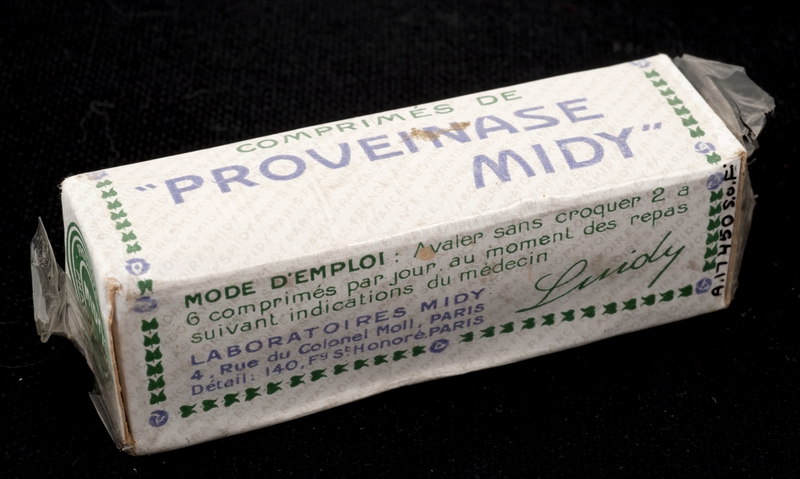 COMPRIMÉS DE
"PROVEINASE
MIDY"
MODE D'EMPLOI : Avaler sans croquer 2 à
6 comprimés par jour, au moment des repas
suivant indications du médecin
LABORATOIRES MIDY
4, Rue du Colonel Moll, PARIS
Détail: 140, Fg St Honoré, PARIS
Lmidy